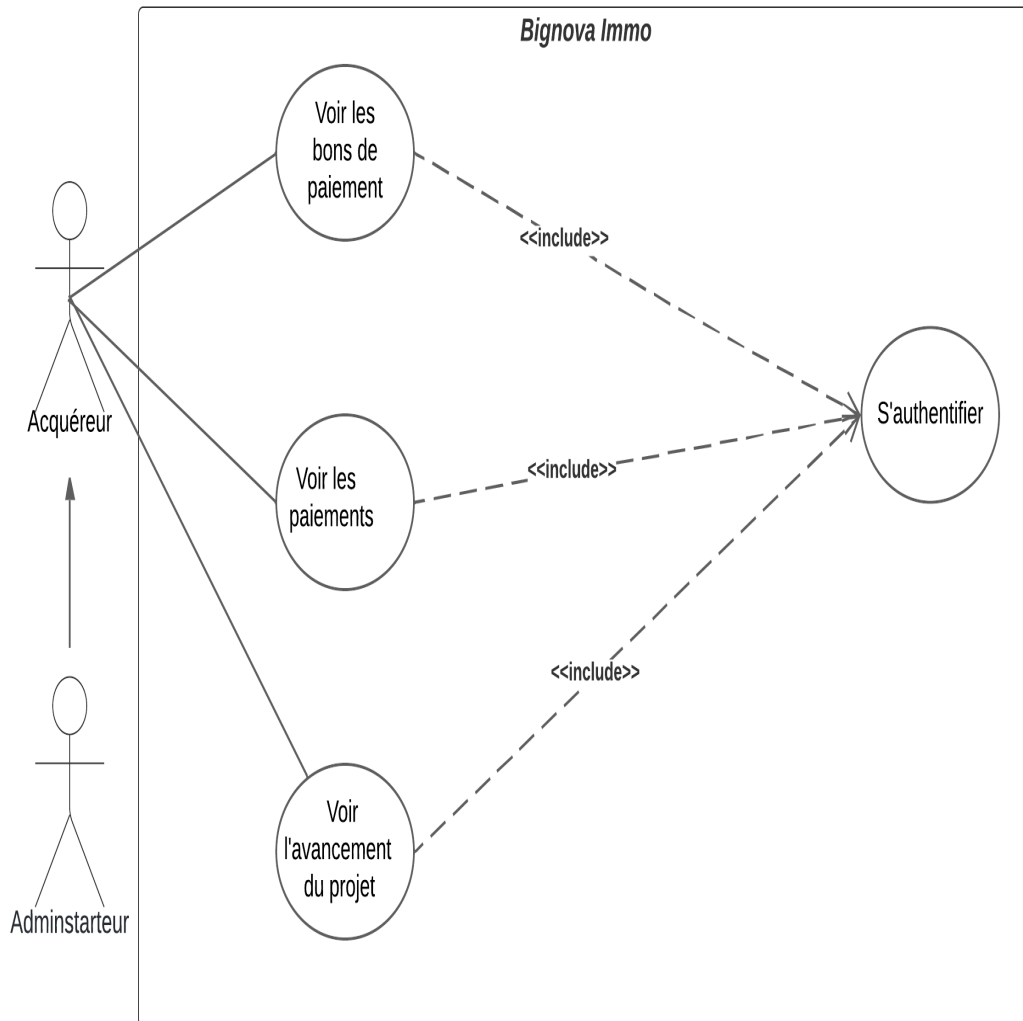 Bignova Immo
Voir les
bons de
paiement
<<include>>
Acquéreur
S'authentifier
Voir les
paiements
<<include>>
<<include>>
Voir
l'avancement
du projet
Adminstarteur